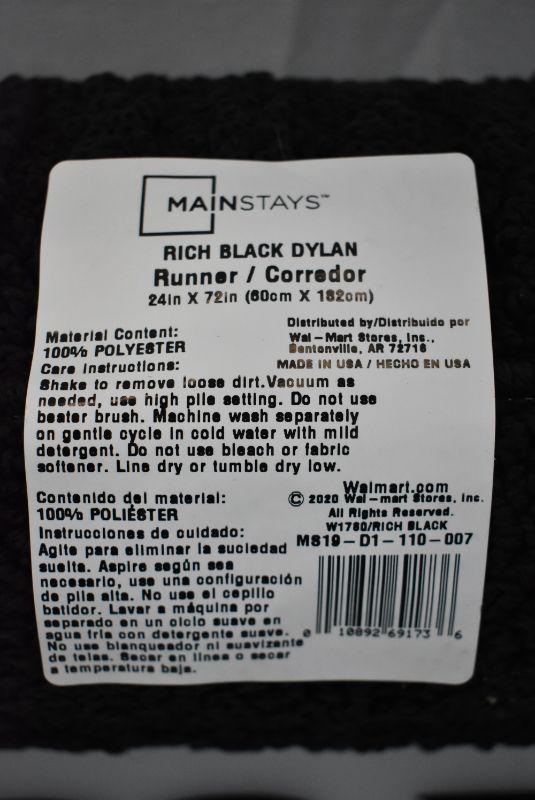 MAINSTAYS™
RICH BLACK DYLAN
Runner / Corredor
24in X 72in (60cm X 182cm)
Material Content:
100% POLYESTER
Distributed by/Distribuido por
Wal-Mart Stores, Inc.,
Bentonville, AR 72716
MADE IN USA / HECHO EN USA
Care Instructions:
Shake to remove loose dirt.Vacuum as
needed, use high pile setting. Do not use
beater brush. Machine wash separately
on gentle cycle in cold water with mild
detergent. Do not use bleach or fabric
softener. Line dry or tumble dry low.
Contenido del material:
100% POLIÉSTER
Instrucciones de cuidado:
Agite para eliminar la suciedad
suelta. Aspire según sea
necesario, use una configuración
de pila alta. No use el cepillo
batidor. Lavar a máquina por
separado en un ciclo suave en
agua fria con detergente suave.
No use blanqueador ni suavizante
de telas. Secar en linea o secar
a temperatura baja.
Walmart.com
© 2020 Wal-mart Stores, Inc.
All Rights Reserved.
W1780/RICH BLACK
MS19-D1-110-007
0 10892 69173 6